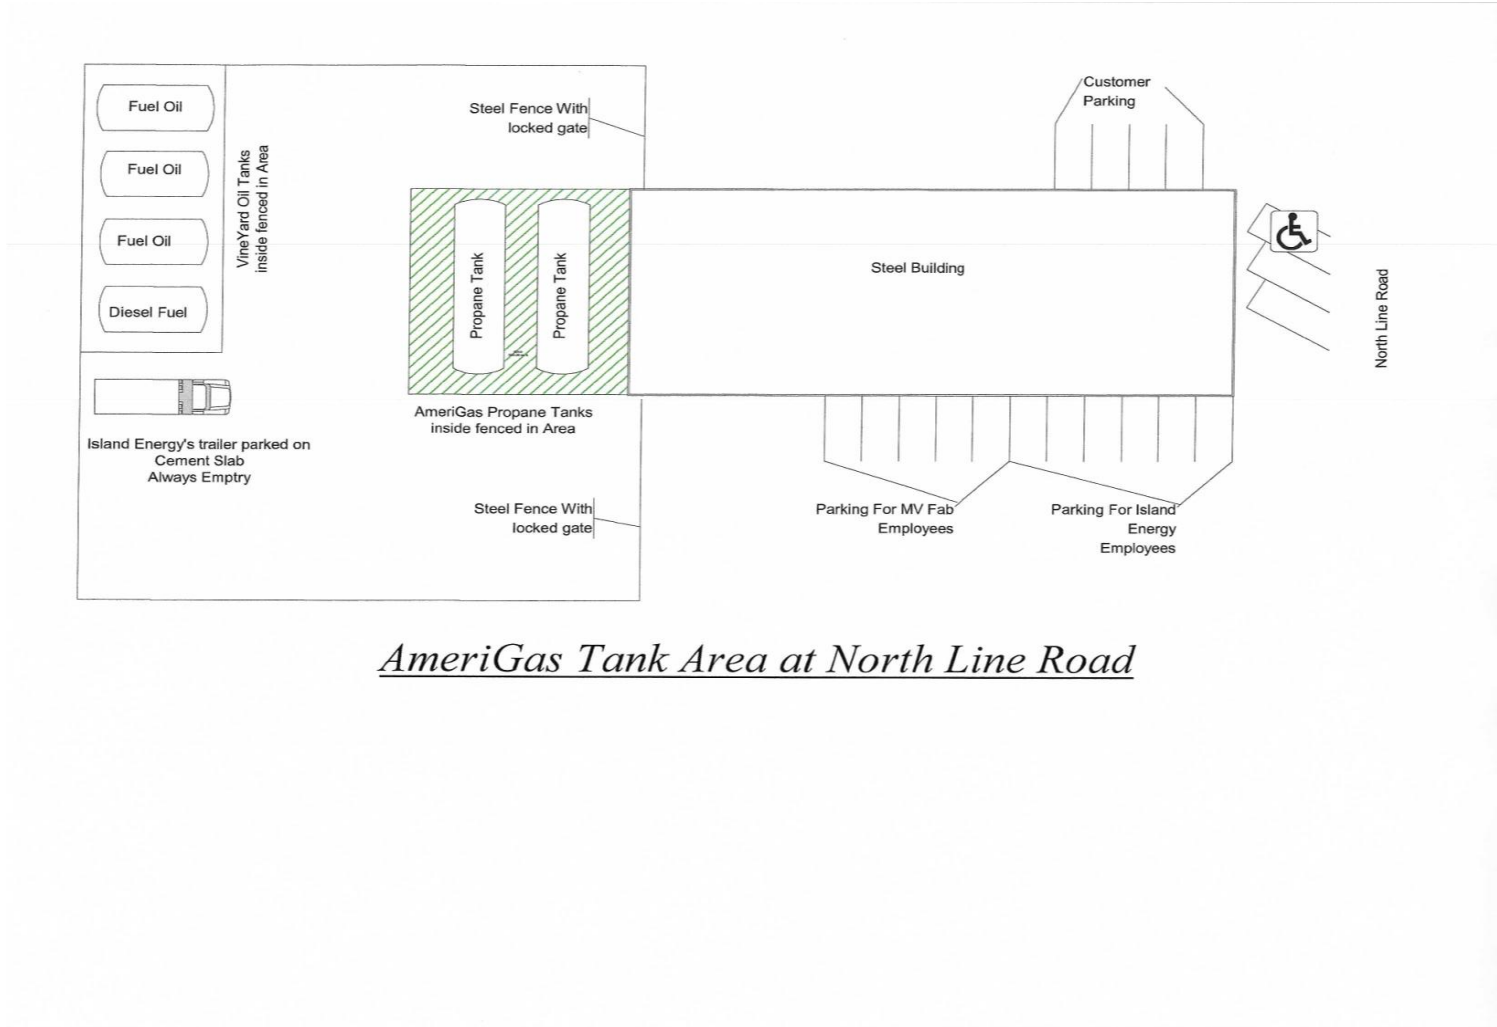 Fuel Oil
Fuel Oil
Fuel Oil
Diesel Fuel
VineYard Oil Tanks
inside fenced in Area
Island Energy's trailer parked on
Cement Slab
Always Emptry
Steel Fence With
locked gate
Propane Tank
Propane Tank
AmeriGas Propane Tanks
inside fenced in Area
Steel Fence With
locked gate
Steel Building
Customer
Parking
North Line Road
Parking For MV Fab
Employees
Parking For Island
Energy
Employees
AmeriGas Tank Area at North Line Road